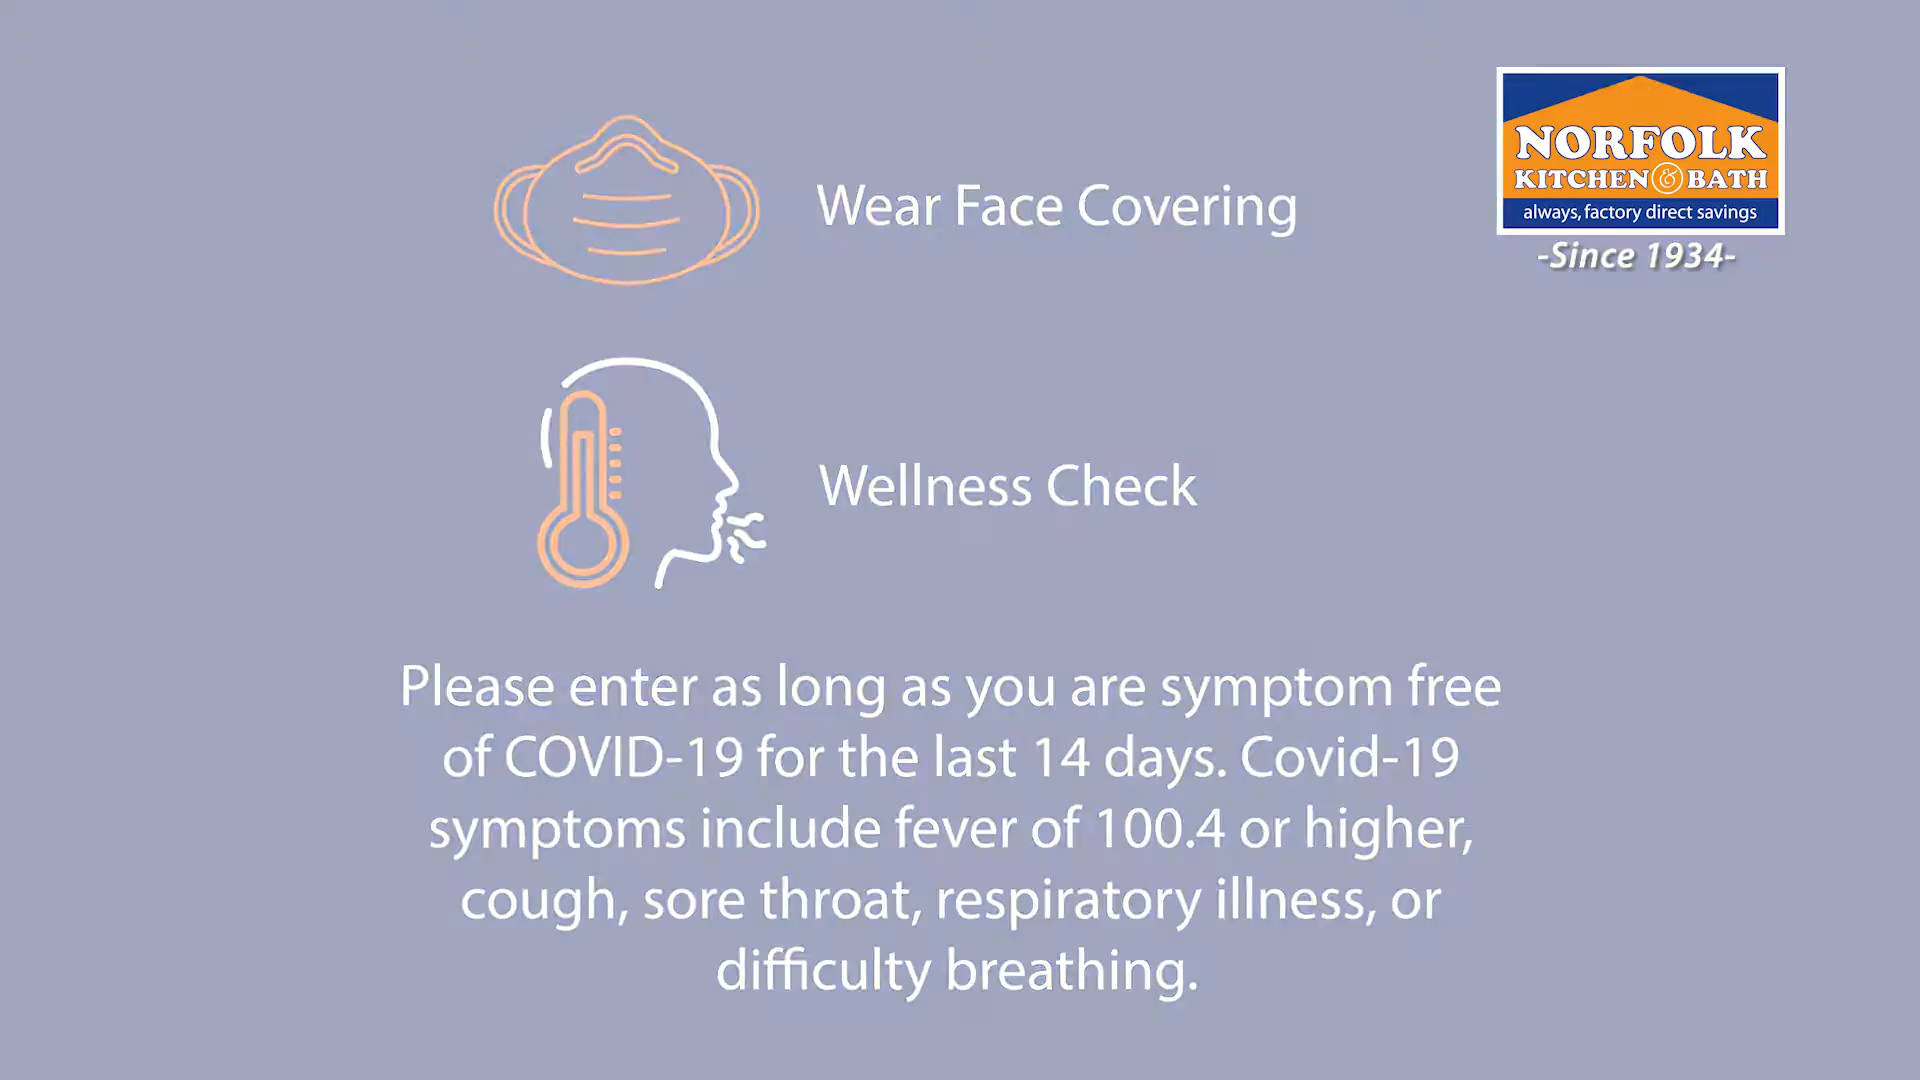 Wear Face Covering
NORFOLK
KITCHEN & BATH
always, factory direct savings
-Since 1934-
Wellness Check
Please enter as long as you are symptom free
of COVID-19 for the last 14 days. Covid-19
symptoms include fever of 100.4 or higher,
cough, sore throat, respiratory illness, or
difficulty breathing.